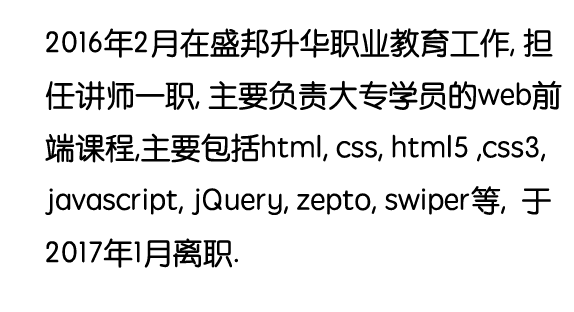 2016年2月在盛邦升华职业教育工作, 担
任讲师一职, 主要负责大专学员的web前
端课程,主要包括html, css, html5 ,css3,
javascript, jQuery, zepto, swiper等,  于
2017年1月离职.